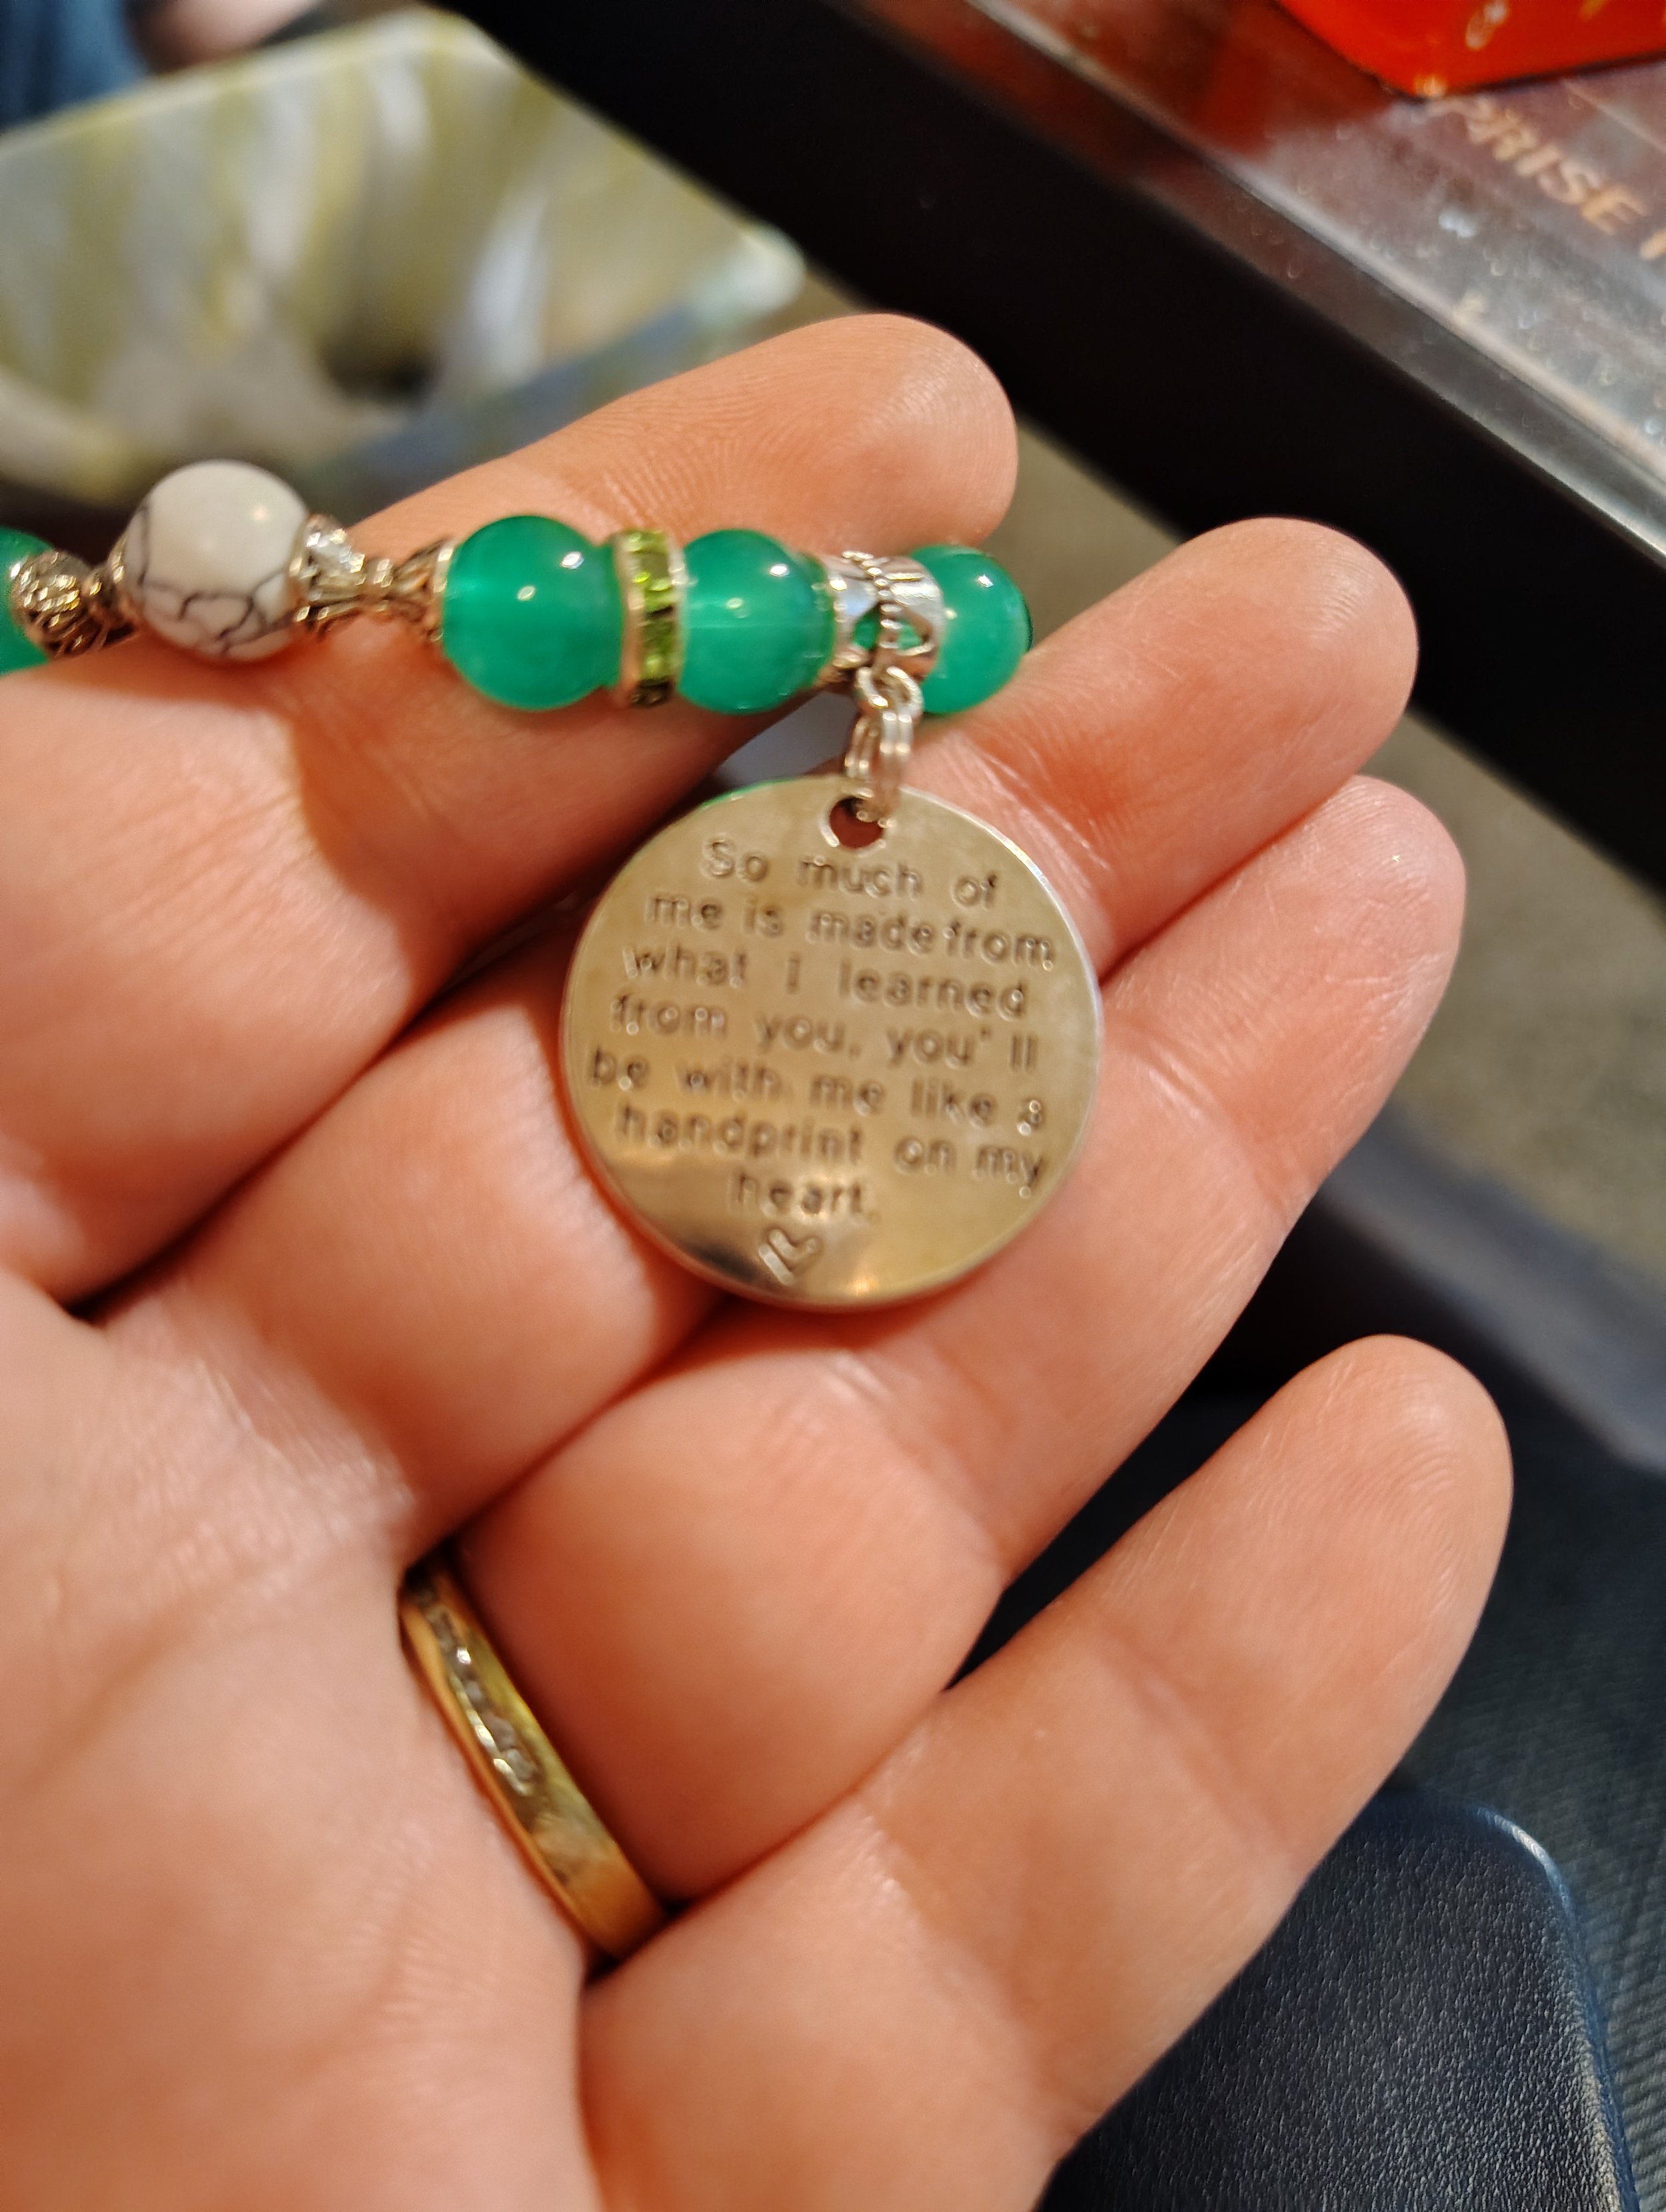 PRISE
So much of
me is made from
what I learned
from you, you'll
be with me like a
handprint on my
heart.